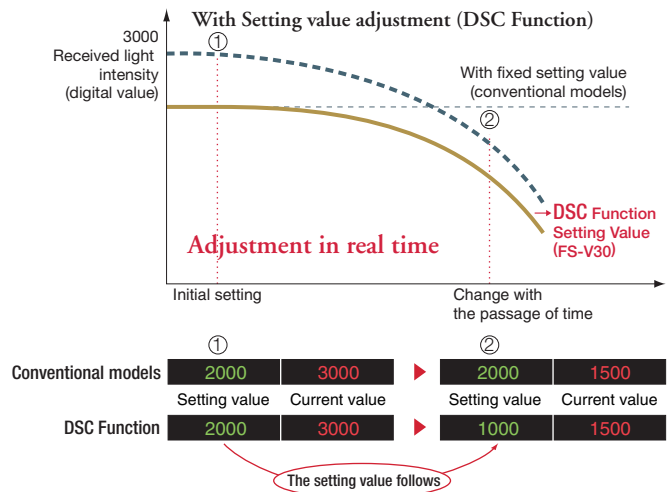 With Setting value adjustment (DSC Function)
3000
Received light
intensity
(digital value)
①
With fixed setting value
(conventional models)
②
DSC Function
Setting Value
(FS-V30)
Adjustment in real time
Initial setting
Change with
the passage of time
① ②
Conventional models 2000 3000 2000 1500
Setting value Current value Setting value Current value
DSC Function 2000 3000 1000 1500
The setting value follows